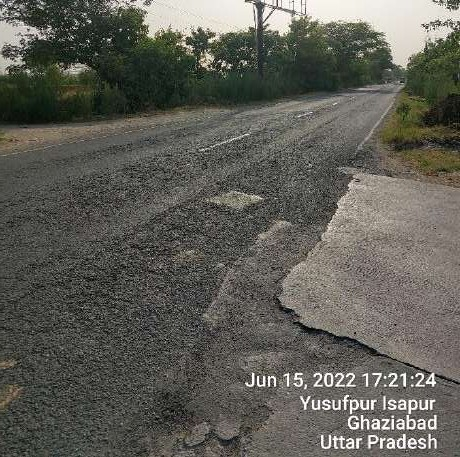 Jun 15, 2022 17:21:24
Yusufpur Isapur
Ghaziabad
Uttar Pradesh